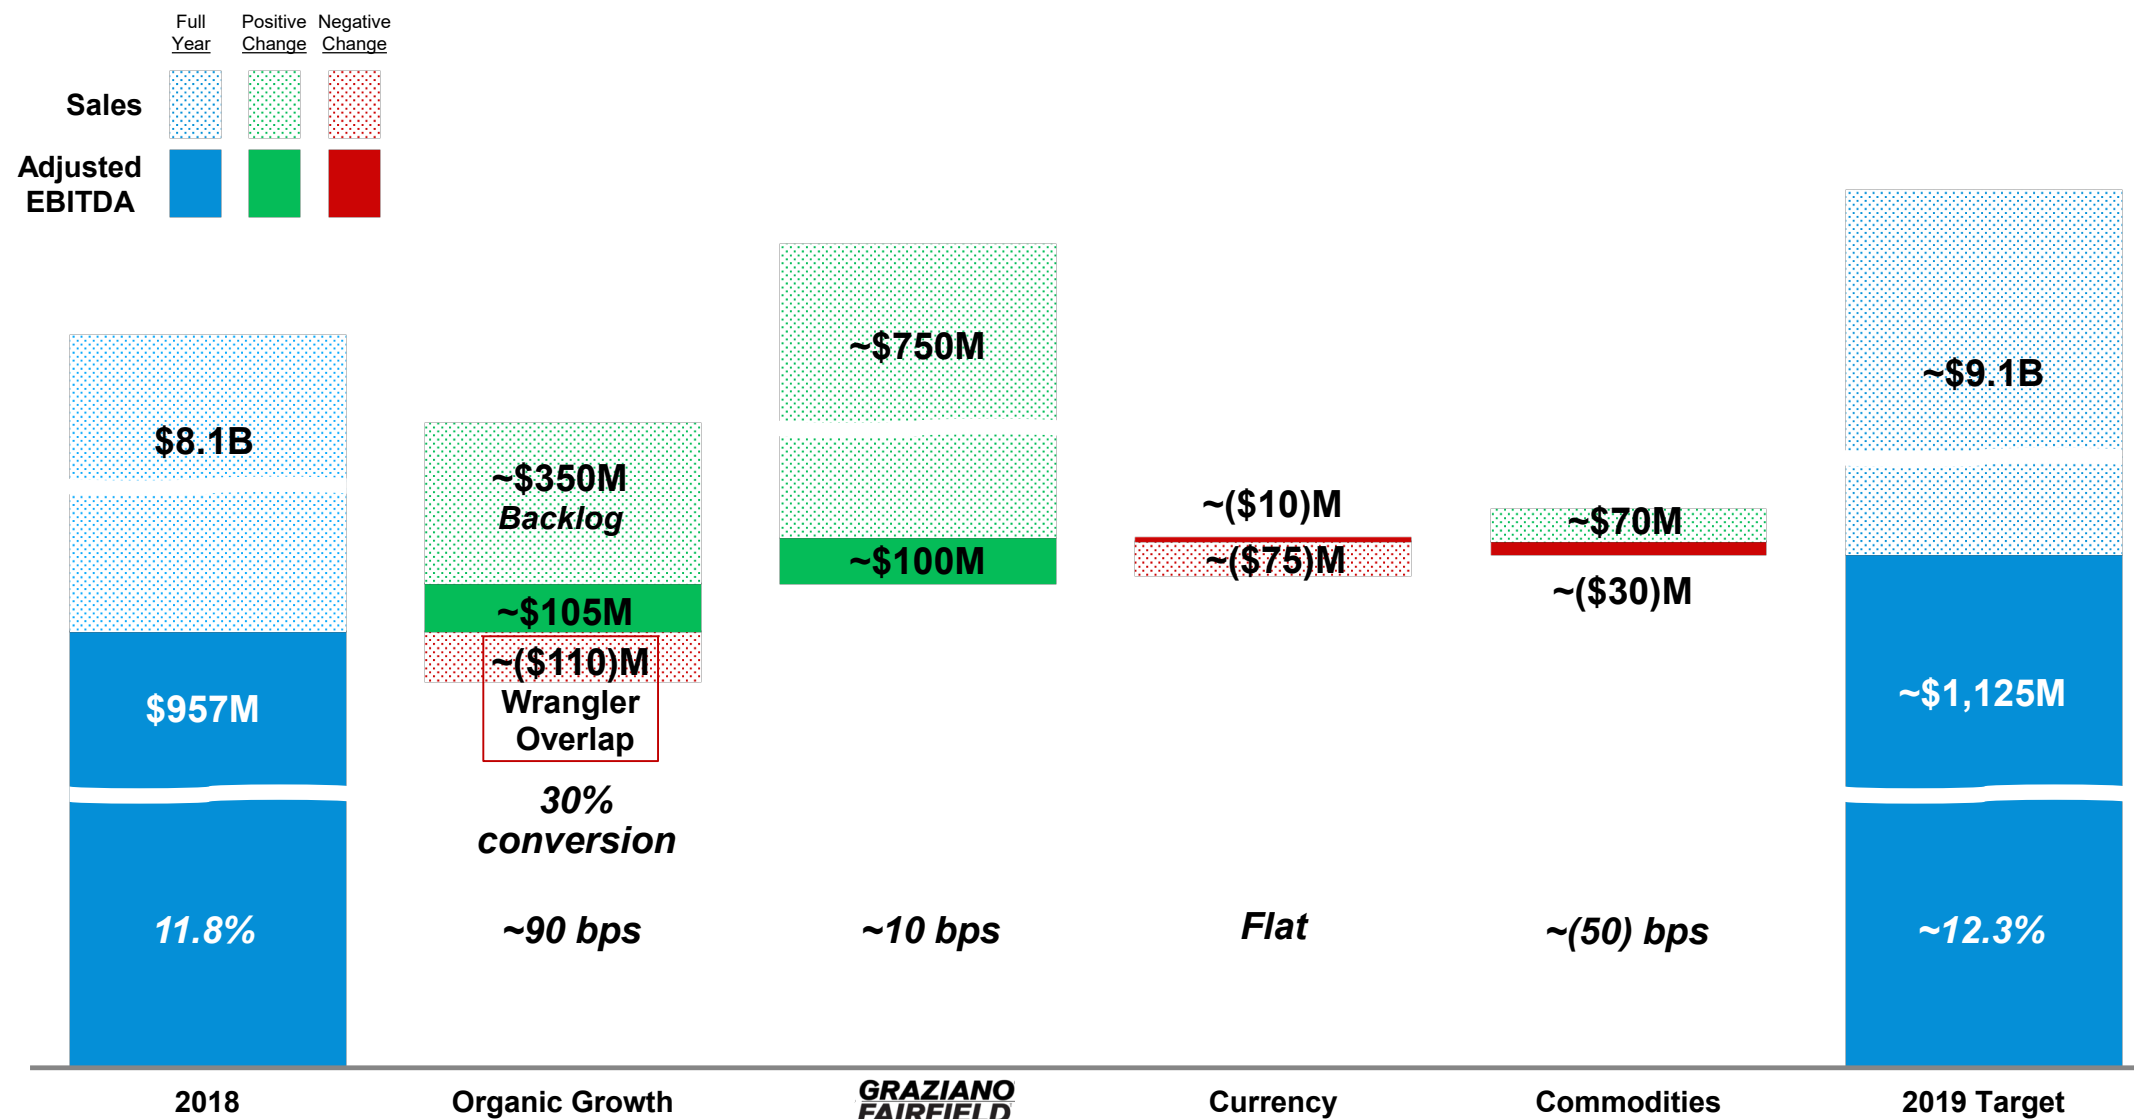 Full Positive Negative
Year Change Change
Sales
Adjusted
EBITDA
$8.1B
$957M
11.8%
2018
~$350M
Backlog
~$105M
~($110)M
Wrangler
Overlap
30%
conversion
~90 bps
Organic Growth
~$750M
~$100M
~10 bps
GRAZIANO
FAIRFIELD
~($10)M
~($75)M
Flat
Currency
~$70M
~($30)M
~(50) bps
Commodities
~$9.1B
~$1,125M
~12.3%
2019 Target